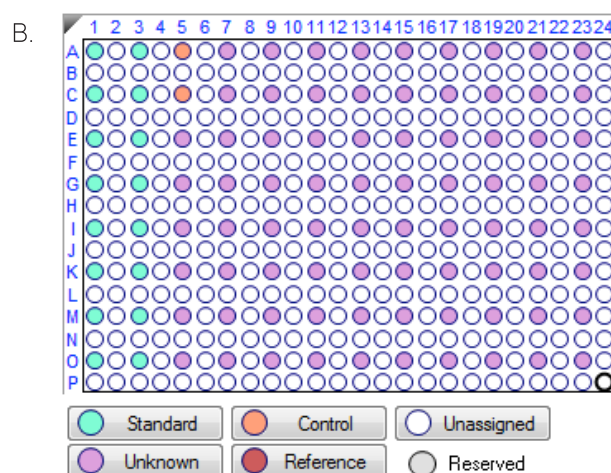 B.
1 2 3 4 5 6 7 8 9 10 11 12 13 14 15 16 17 18 19 20 21 22 23 24
A
B
C
D
E
F
G
H
I
J
K
L
M
N
O
P
Standard Control Unassigned
Unknown Reference Reserved